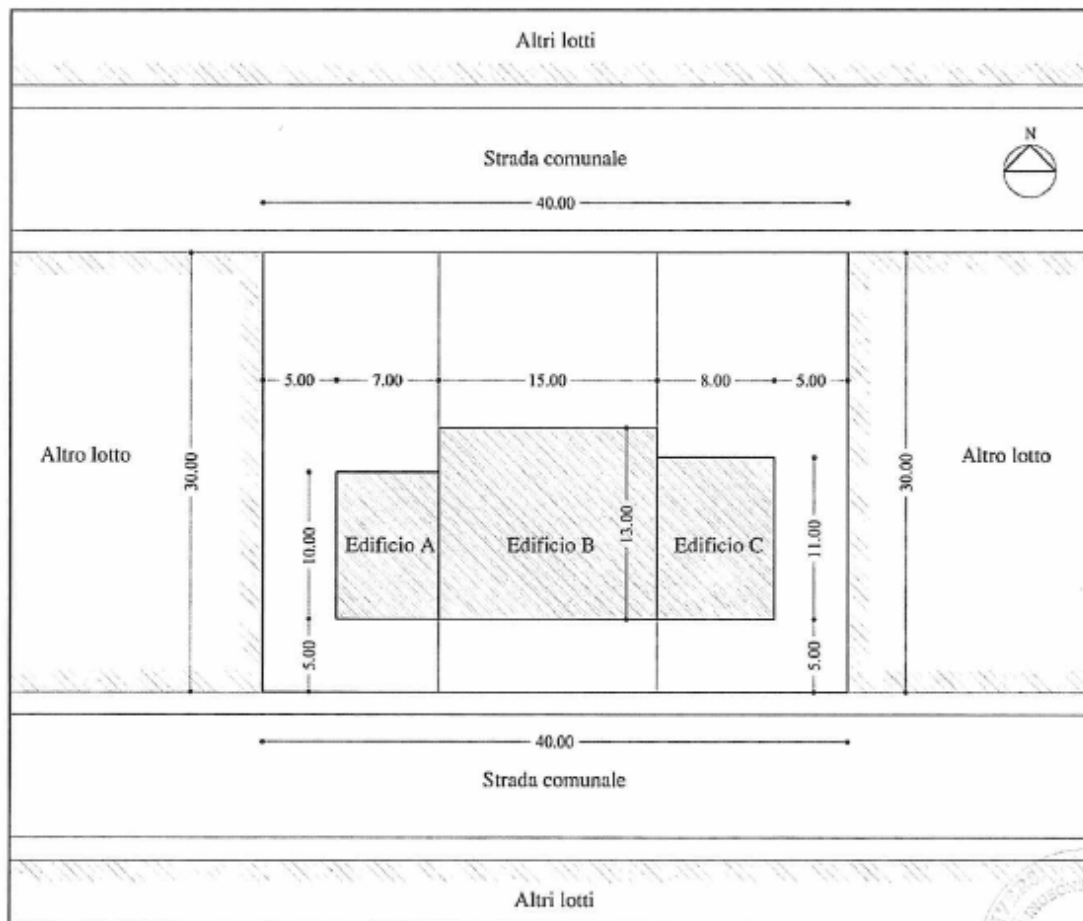 Altri lotti
Strada comunale
N
40.00
5.00 7.00 15.00 8.00 5.00
Altro lotto
30.00
10.00
Edificio A
Edificio B
13.00
Edificio C
11.00
30.00
Altro lotto
5.00
5.00
40.00
Strada comunale
Altri lotti